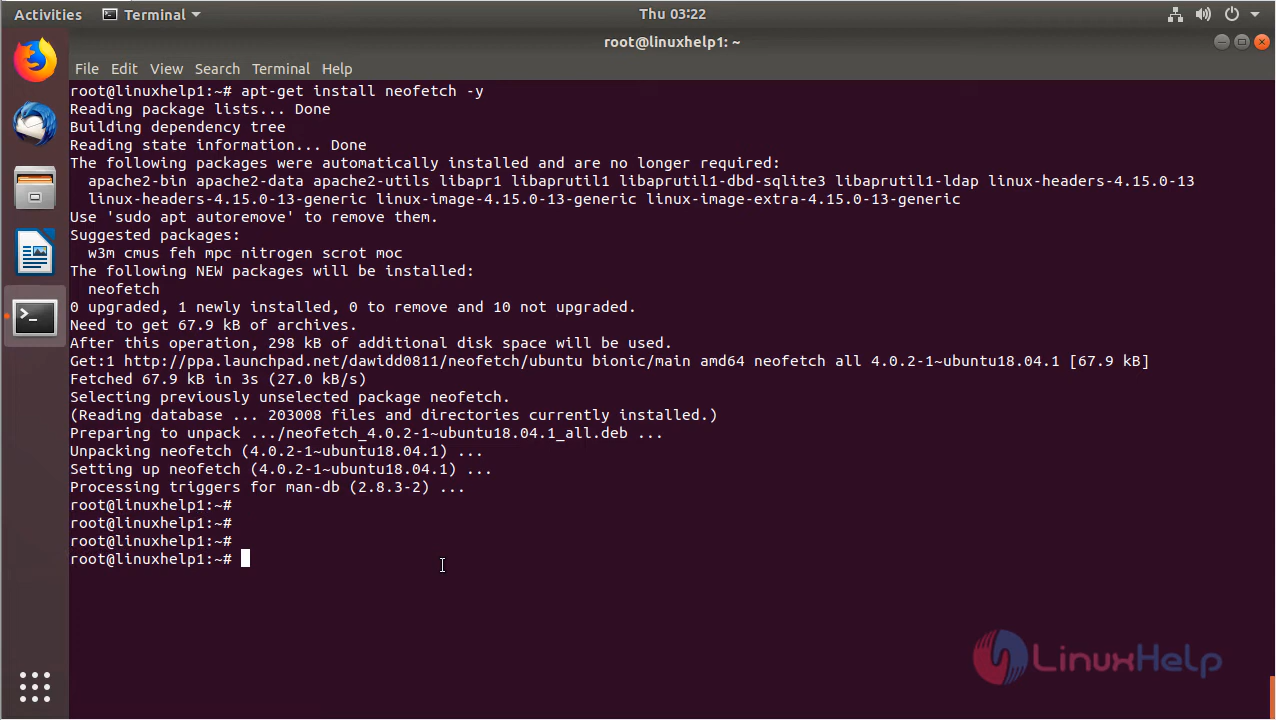 Activities Terminal Thu 03:22
root@linuxhelp1: ~
File Edit View Search Terminal Help
root@linuxhelp1:~# apt-get install neofetch -y
Reading package lists... Done
Building dependency tree
Reading state information... Done
The following packages were automatically installed and are no longer required:
apache2-bin apache2-data apache2-utils libapr1 libaprutil1 libaprutil1-dbd-sqlite3 libaprutil1-ldap linux-headers-4.15.0-13
linux-headers-4.15.0-13-generic linux-image-4.15.0-13-generic linux-image-extra-4.15.0-13-generic
Use 'sudo apt autoremove' to remove them.
Suggested packages:
w3m cmus feh mpc nitrogen scrot moc
The following NEW packages will be installed:
neofetch
0 upgraded, 1 newly installed, 0 to remove and 10 not upgraded.
Need to get 67.9 kB of archives.
After this operation, 298 kB of additional disk space will be used.
Get:1 http://ppa.launchpad.net/dawidd0811/neofetch/ubuntu bionic/main amd64 neofetch all 4.0.2-1~ubuntu18.04.1 [67.9 kB]
Fetched 67.9 kB in 3s (27.0 kB/s)
Selecting previously unselected package neofetch.
(Reading database ... 203008 files and directories currently installed.)
Preparing to unpack .../neofetch_4.0.2-1~ubuntu18.04.1_all.deb ...
Unpacking neofetch (4.0.2-1~ubuntu18.04.1) ...
Setting up neofetch (4.0.2-1~ubuntu18.04.1) ...
Processing triggers for man-db (2.8.3-2) ...
root@linuxhelp1:~#
root@linuxhelp1:~#
root@linuxhelp1:~#
root@linuxhelp1:~#
LinuxHelp